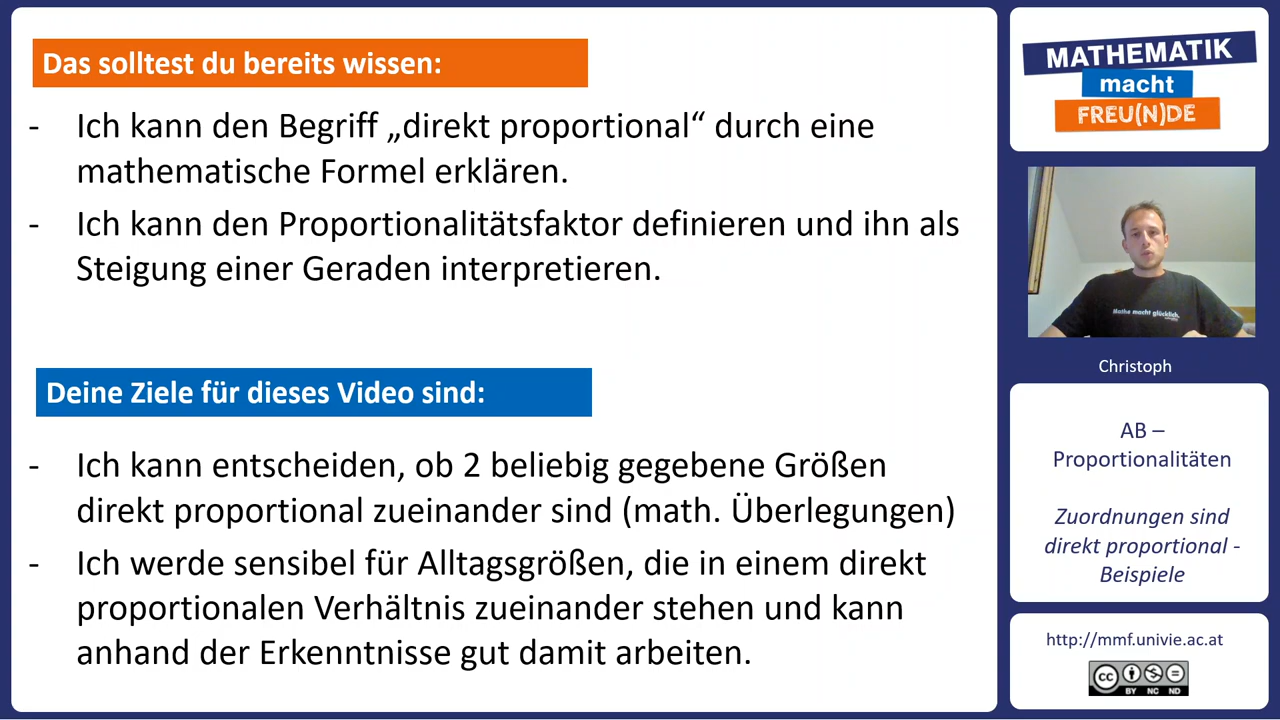 Das solltest du bereits wissen:
- Ich kann den Begriff „direkt proportional“ durch eine
mathematische Formel erklären.
- Ich kann den Proportionalitätsfaktor definieren und ihn als
Steigung einer Geraden interpretieren.
Deine Ziele für dieses Video sind:
- Ich kann entscheiden, ob 2 beliebig gegebene Größen
direkt proportional zueinander sind (math. Überlegungen)
- Ich werde sensibel für Alltagsgrößen, die in einem direkt
proportionalen Verhältnis zueinander stehen und kann
anhand der Erkenntnisse gut damit arbeiten.
MATHEMATIK
macht
FREU(N)DE
Mathe macht glücklich.
Christoph
AB –
Proportionalitäten
Zuordnungen sind
direkt proportional -
Beispiele
http://mmf.univie.ac.at
cc
BY NC ND